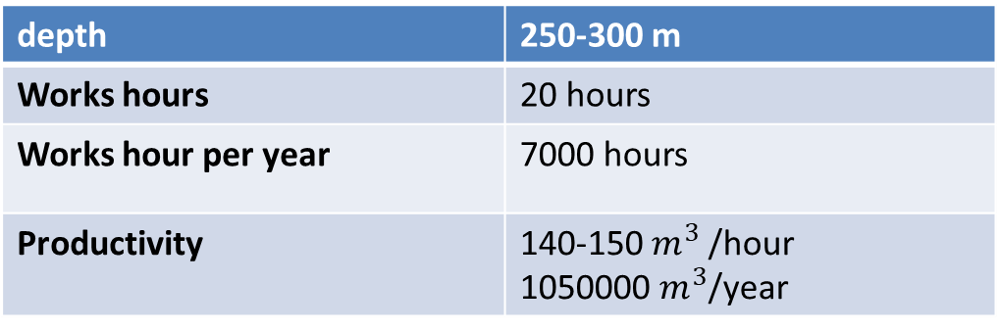 depth 250-300 m
Works hours 20 hours
Works hour per year 7000 hours
Productivity 140-150 m³ /hour
1050000 m³/year